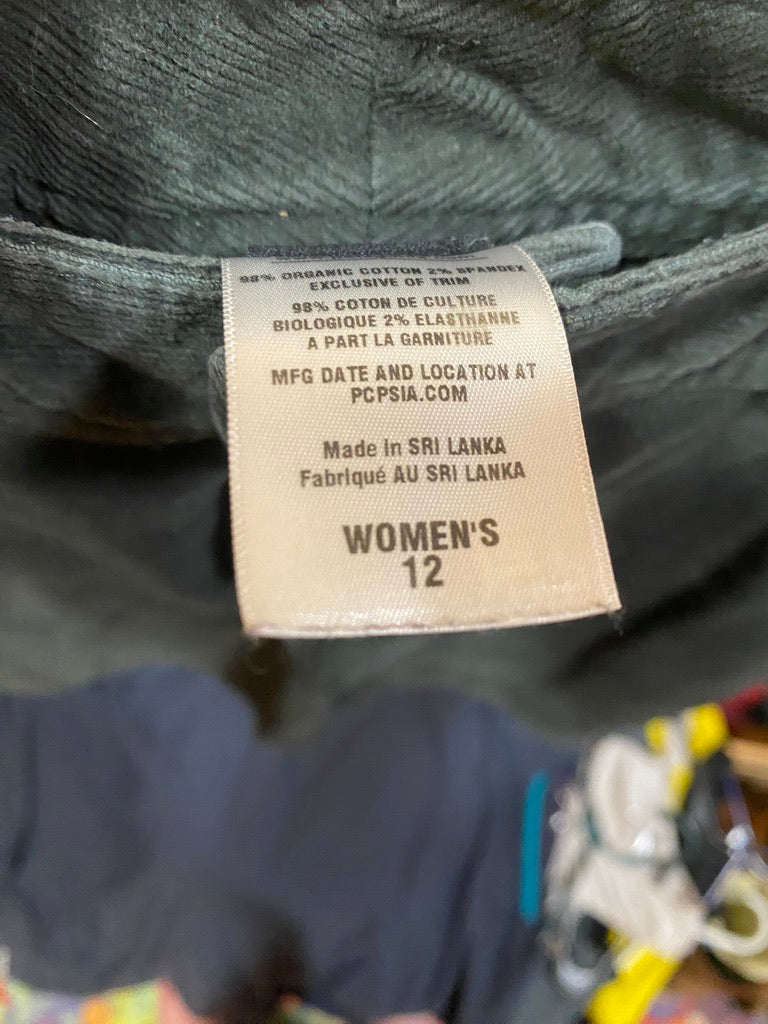 98% ORGANIC COTTON 2% SPANDEX
EXCLUSIVE OF TRIM
98% COTON DE CULTURE
BIOLOGIQUE 2% ELASTHANNE
A PART LA GARNITURE
MFG DATE AND LOCATION AT
PCPSIA.COM
Made in SRI LANKA
Fabriqué AU SRI LANKA
WOMEN'S
12